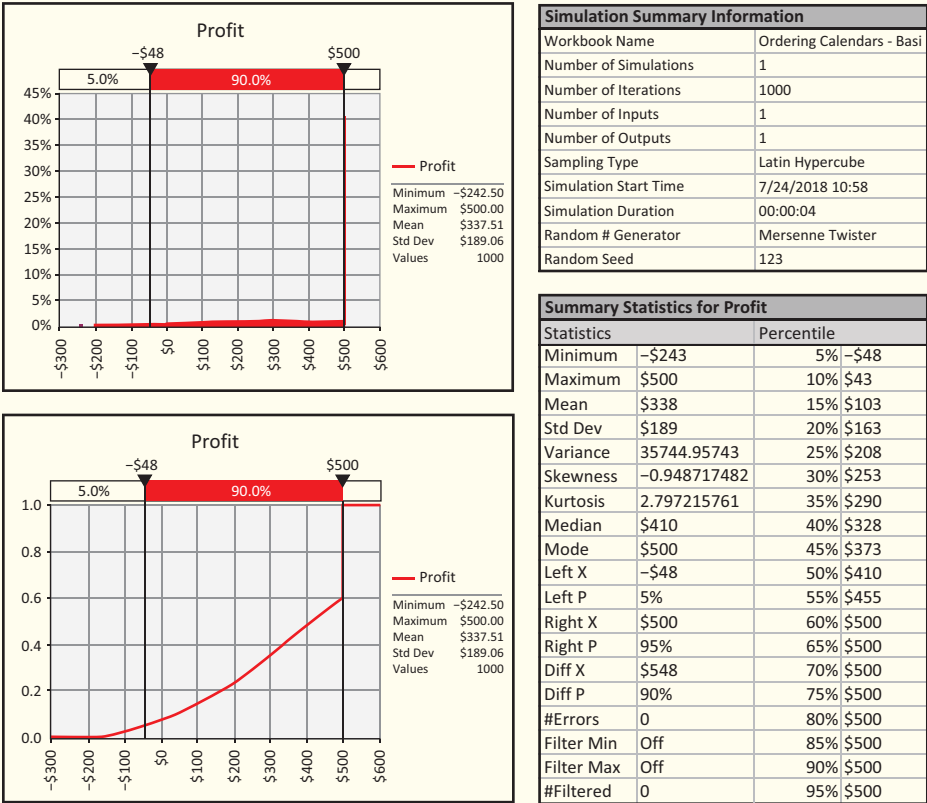 Profit
−$48 $500
5.0% 90.0%
45%
40%
35%
30%
25%
20%
15%
10%
5%
0%
−$300 −$200 −$100 $0 $100 $200 $300 $400 $500 $600
Profit
Minimum −$242.50
Maximum $500.00
Mean $337.51
Std Dev $189.06
Values 1000
Profit
−$48 $500
5.0% 90.0%
1.0
0.8
0.6
0.4
0.2
0.0
−$300 −$200 −$100 $0 $100 $200 $300 $400 $500 $600
Profit
Minimum −$242.50
Maximum $500.00
Mean $337.51
Std Dev $189.06
Values 1000
Simulation Summary Information
Workbook Name Ordering Calendars - Basi
Number of Simulations 1
Number of Iterations 1000
Number of Inputs 1
Number of Outputs 1
Sampling Type Latin Hypercube
Simulation Start Time 7/24/2018 10:58
Simulation Duration 00:00:04
Random # Generator Mersenne Twister
Random Seed 123
Summary Statistics for Profit
Statistics Percentile
Minimum −$243 5% −$48
Maximum $500 10% $43
Mean $338 15% $103
Std Dev $189 20% $163
Variance 35744.95743 25% $208
Skewness −0.948717482 30% $253
Kurtosis 2.797215761 35% $290
Median $410 40% $328
Mode $500 45% $373
Left X −$48 50% $410
Left P 5% 55% $455
Right X $500 60% $500
Right P 95% 65% $500
Diff X $548 70% $500
Diff P 90% 75% $500
#Errors 0 80% $500
Filter Min Off 85% $500
Filter Max Off 90% $500
#Filtered 0 95% $500